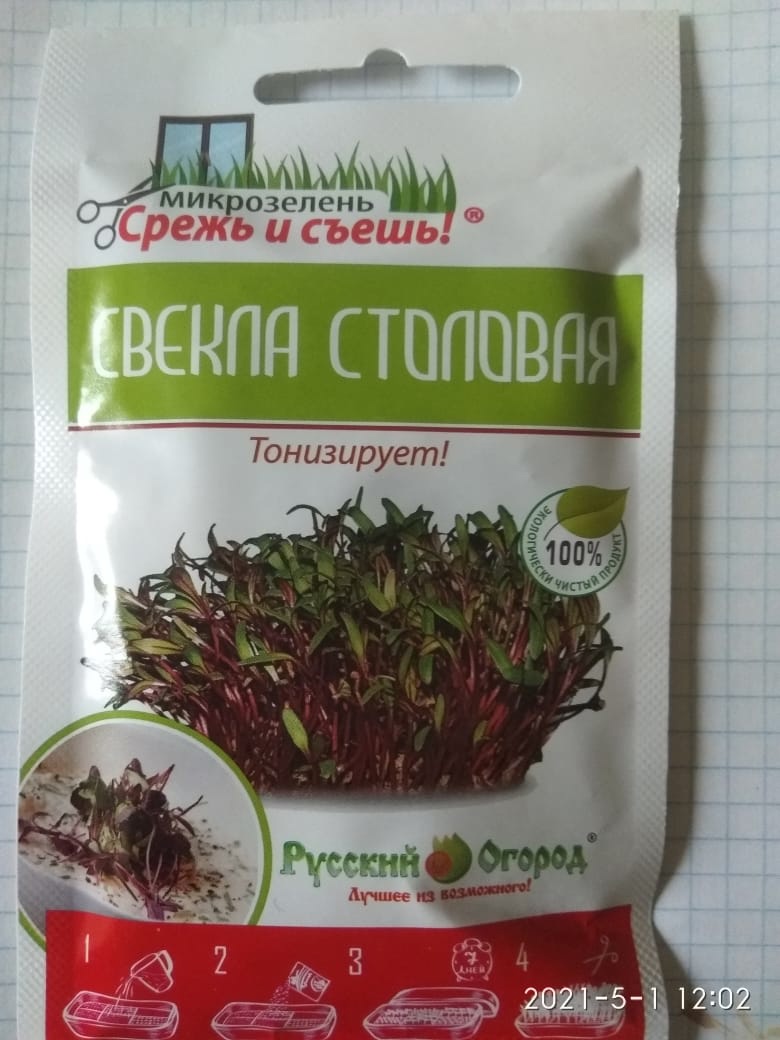 микрозелень
Срежь и съешь!®
СВЕКЛА СТОЛОВАЯ
Тонизирует!
100%
ЭКОЛОГИЧЕСКИ ЧИСТЫЙ ПРОДУКТ
Русский Огород®
Лучшее из возможного!
1 2 3 7 ДНЕЙ 4
2021-5-1 12:02